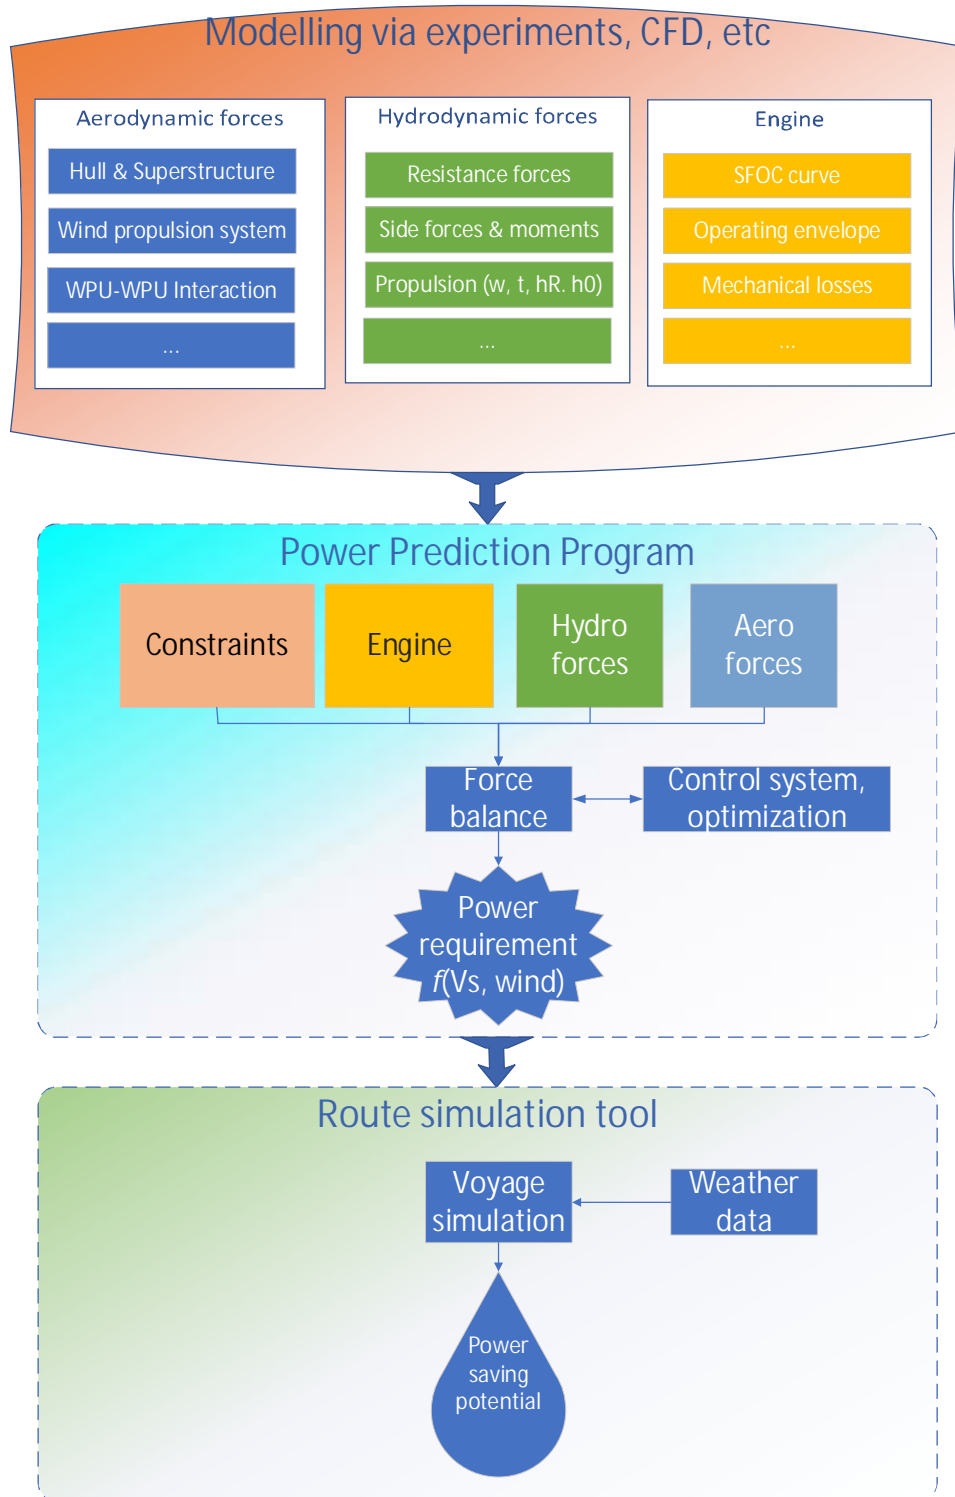 Modelling via experiments, CFD, etc
Aerodynamic forces
Hull & Superstructure
Wind propulsion system
WPU-WPU Interaction
...
Hydrodynamic forces
Resistance forces
Side forces & moments
Propulsion (w, t, hR. h0)
...
Engine
SFOC curve
Operating envelope
Mechanical losses
...
Power Prediction Program
Constraints
Engine
Hydro
forces
Aero
forces
Force
balance
Control system,
optimization
Power
requirement
f(Vs, wind)
Route simulation tool
Voyage
simulation
Weather
data
Power
saving
potential